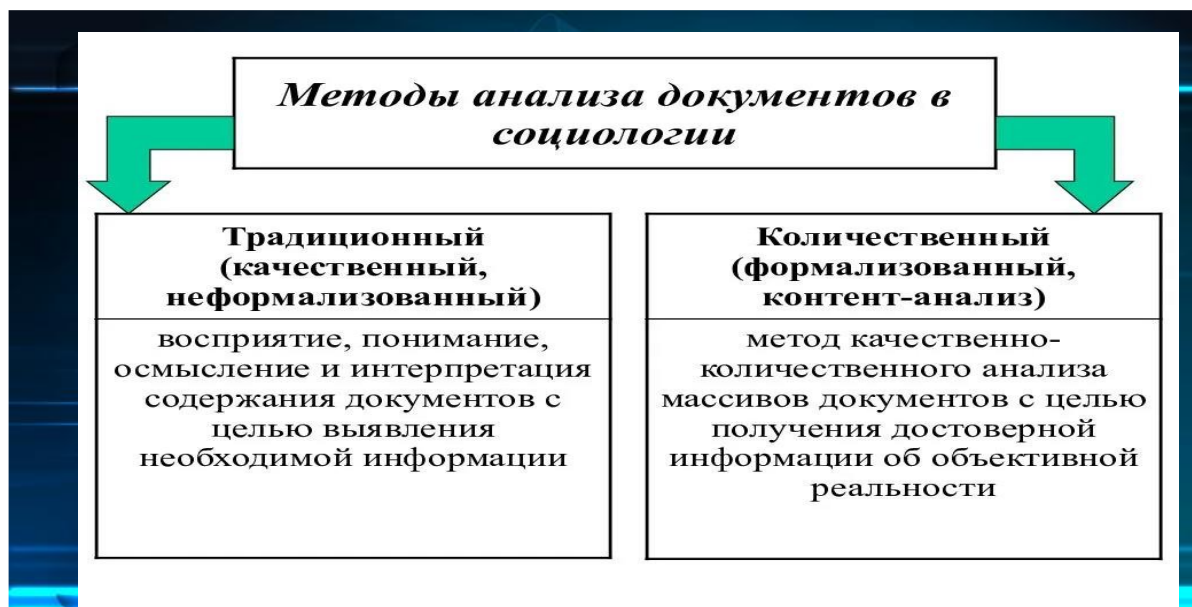 Методы анализа документов в
социологии
Традиционный
(качественный,
неформализованный)
восприятие, понимание,
осмысление и интерпретация
содержания документов с
целью выявления
необходимой информации
Количественный
(формализованный,
контент-анализ)
метод качественно-
количественного анализа
массивов документов с целью
получения достоверной
информации об объективной
реальности